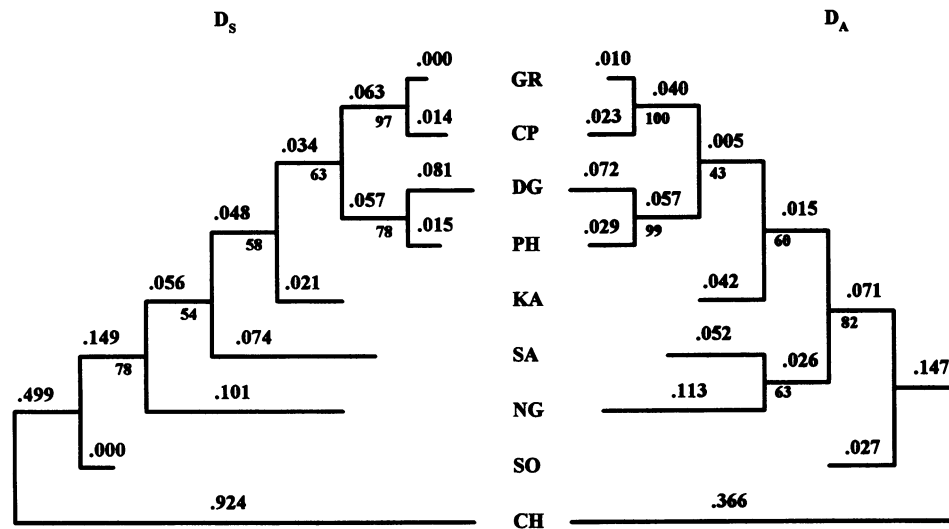 D_S D_A
.000 GR .010
.063 .040
97 .014 CP .023 100
.034 .005
63 .081 DG .072 43
.057 .057
.048 78 .015 PH .029 99 .015
58 60
.056 .021 KA .042 .071
54 82
.149 .074 SA .052 .026
78 63
.499 .101 NG .113 .147
.000 SO .027
.924 CH .366